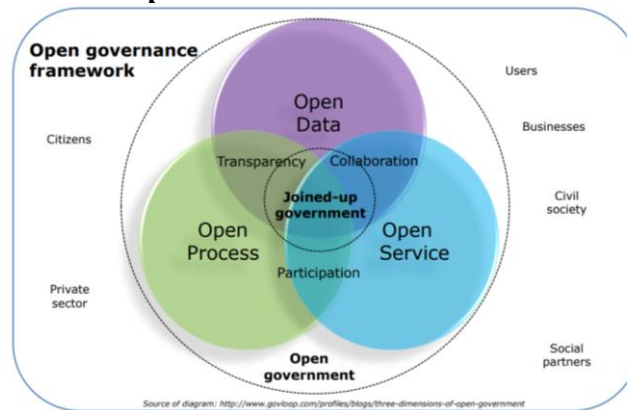 Open governance
framework
Users
Open
Data
Businesses
Citizens
Transparency
Collaboration
Joined-up
government
Civil
society
Open
Process
Open
Service
Participation
Private
sector
Open
government
Social
partners
Source of diagram: http://www.govloop.com/profiles/blogs/three-dimensions-of-open-government